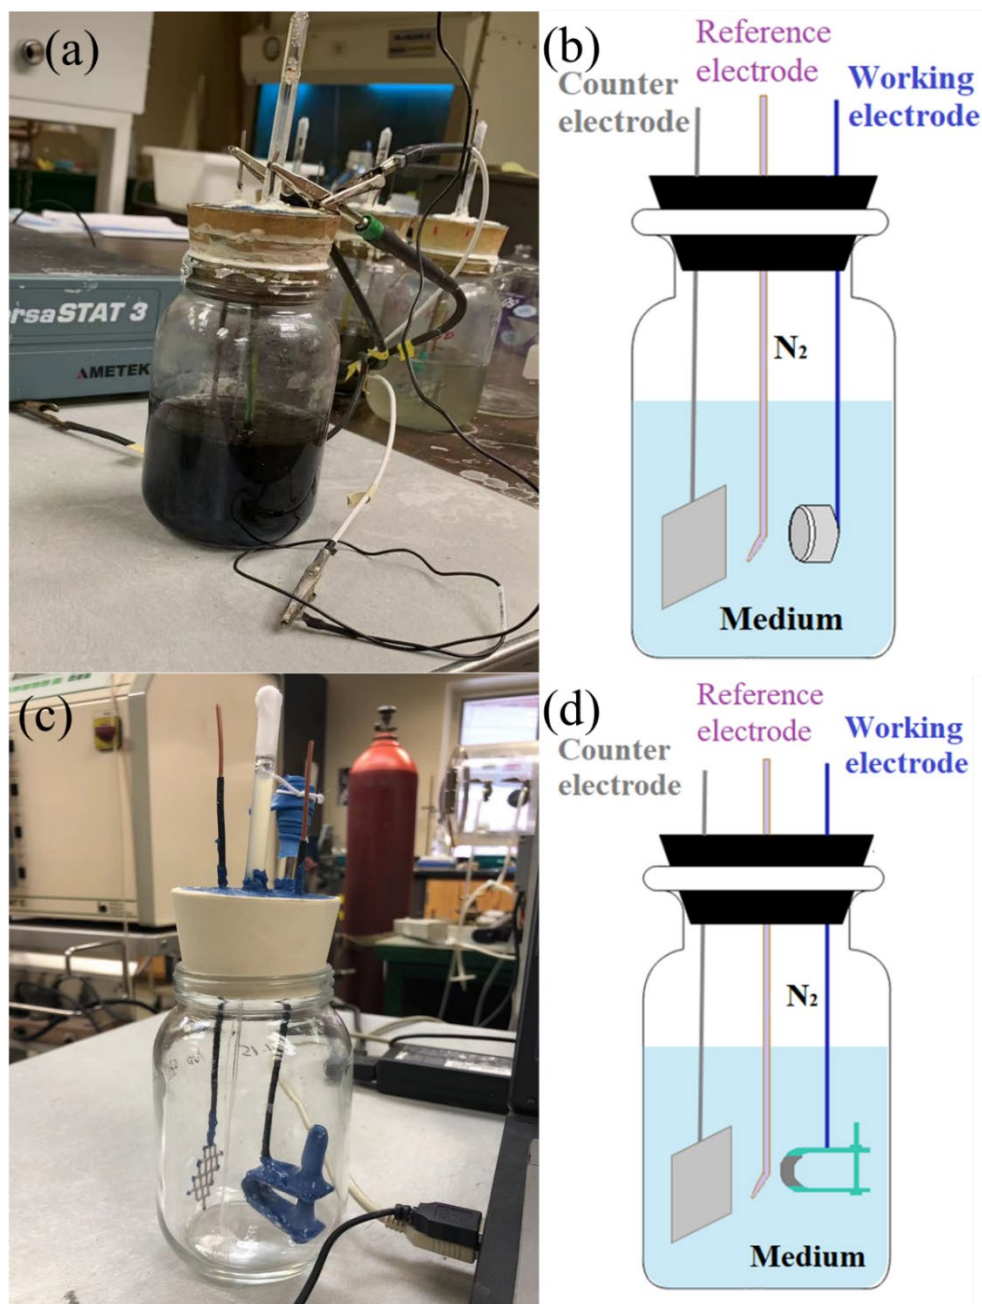 (a)
rsaSTAT 3
AMETEK
(b)
Reference
electrode
Counter
electrode
Working
electrode
N₂
Medium
(c)
(d)
Reference
electrode
Counter
electrode
Working
electrode
N₂
Medium